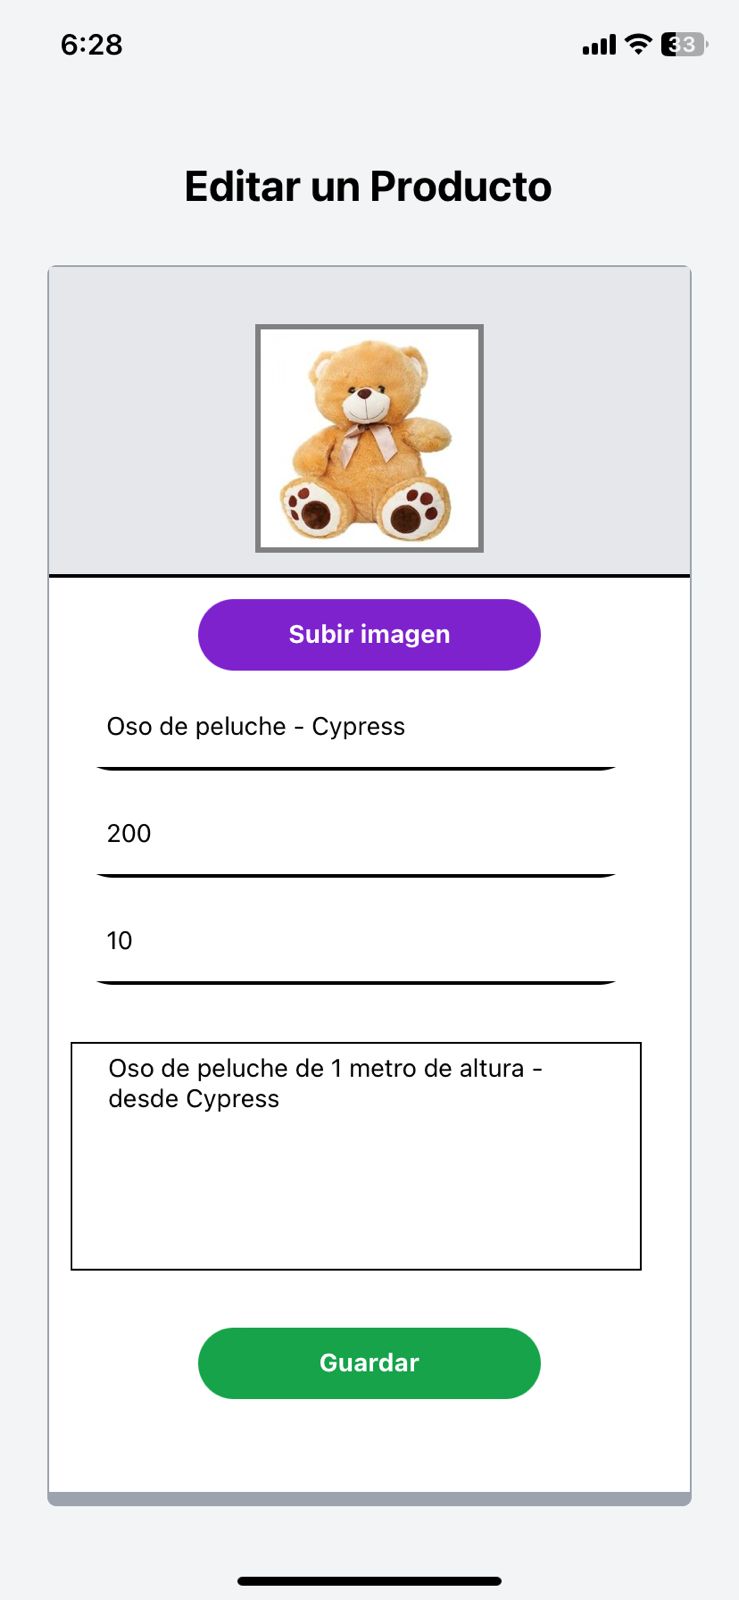 6:28
33
Editar un Producto
Subir imagen
Oso de peluche - Cypress
200
10
Oso de peluche de 1 metro de altura -
desde Cypress
Guardar